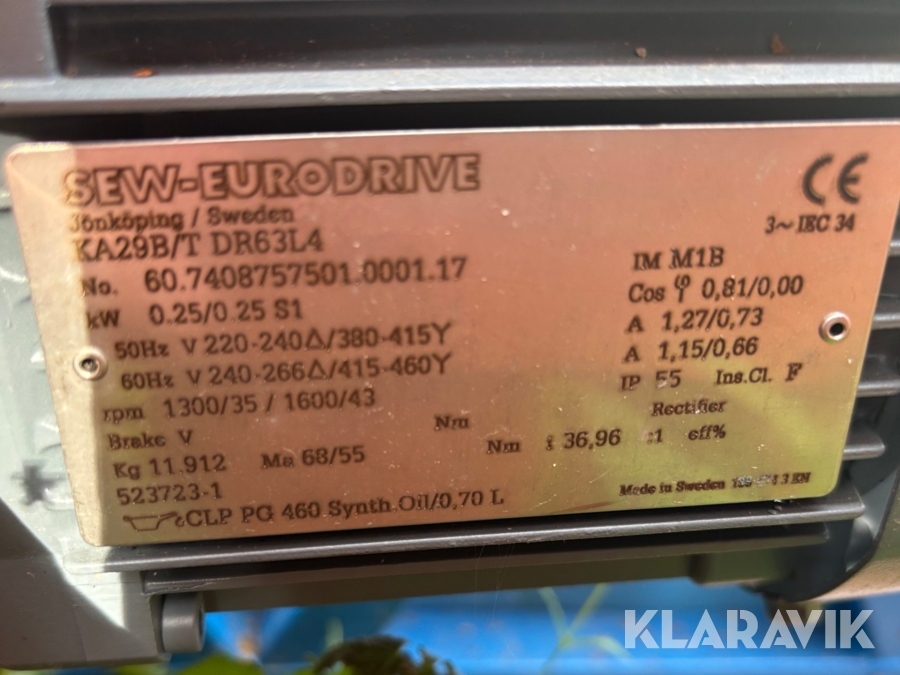 SEW-EURODRIVE
CE
Jönköping / Sweden
3~ IEC 34
KA29B/T DR63L4
No. 60.7408757501.0001.17 IM M1B
kW 0.25/0.25 S1 Cos φ 0,81/0,00
50Hz V 220-240Δ/380-415Y A 1,27/0,73
60Hz V 240-266Δ/415-460Y A 1,15/0,66
IP 55 Ins.Cl. F
rpm 1300/35 / 1600/43
Brake V Nm Rectifier
Kg 11.912 Ma 68/55 Nm i 36,96 :1 eff%
523723-1
CLP PG 460 Synth.Oil/0,70 L
Made in Sweden 3 EN
KLARAVIK